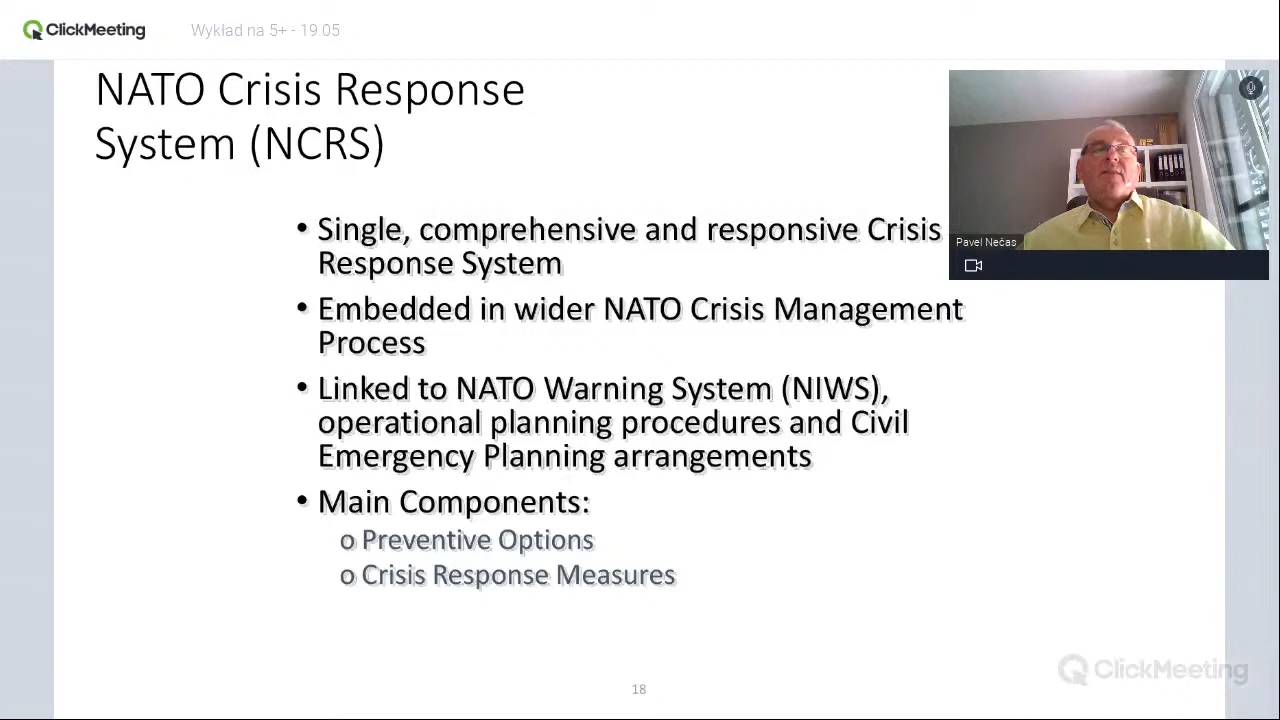 ClickMeeting
Wykład na 5+ - 19.05
NATO Crisis Response
System (NCRS)
• Single, comprehensive and responsive Crisis
Response System
• Embedded in wider NATO Crisis Management
Process
• Linked to NATO Warning System (NIWS),
operational planning procedures and Civil
Emergency Planning arrangements
• Main Components:
o Preventive Options
o Crisis Response Measures
Pavel Nečas
ClickMeeting
18